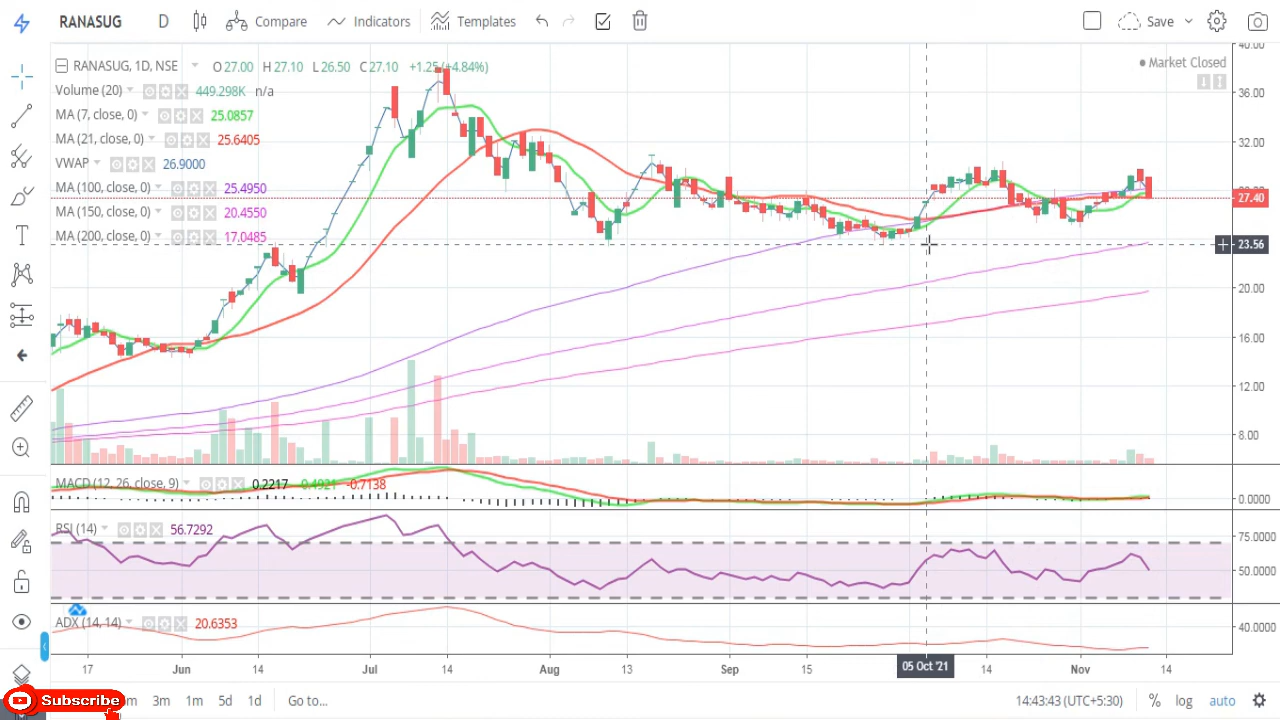 RANASUG D Compare Indicators Templates Save
RANASUG, 1D, NSE O27.00 H27.10 L26.50 C27.10 +1.25 (+4.84%)
Market Closed
Volume (20) 449.298K n/a
MA (7, close, 0) 25.0857
MA (21, close, 0) 25.6405
VWAP 26.9000
MA (100, close, 0) 25.4950
MA (150, close, 0) 20.4550
MA (200, close, 0) 17.0485
40.00
36.00
32.00
27.40
23.56
20.00
16.00
12.00
8.00
MACD (12, 26, close, 9) 0.2217 -0.4921 -0.7138
0.0000
RSI (14) 56.7292
75.0000
50.0000
ADX (14, 14) 20.6353
40.0000
17 Jun 14 Jul 14 Aug 13 Sep 15 05 Oct '21 14 Nov 14
Subscribe 3m 1m 5d 1d Go to... 14:43:43 (UTC+5:30) % log auto